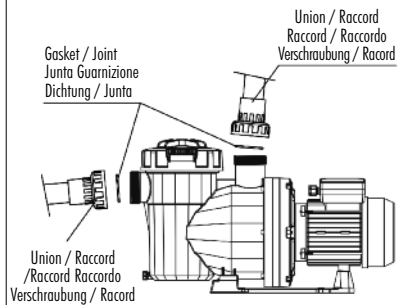 Union / Raccord
Raccord / Raccordo
Verschraubung / Racord
Gasket / Joint
Junta Guarnizione
Dichtung / Junta
Union / Raccord
/Raccord Raccordo
Verschraubung / Racord